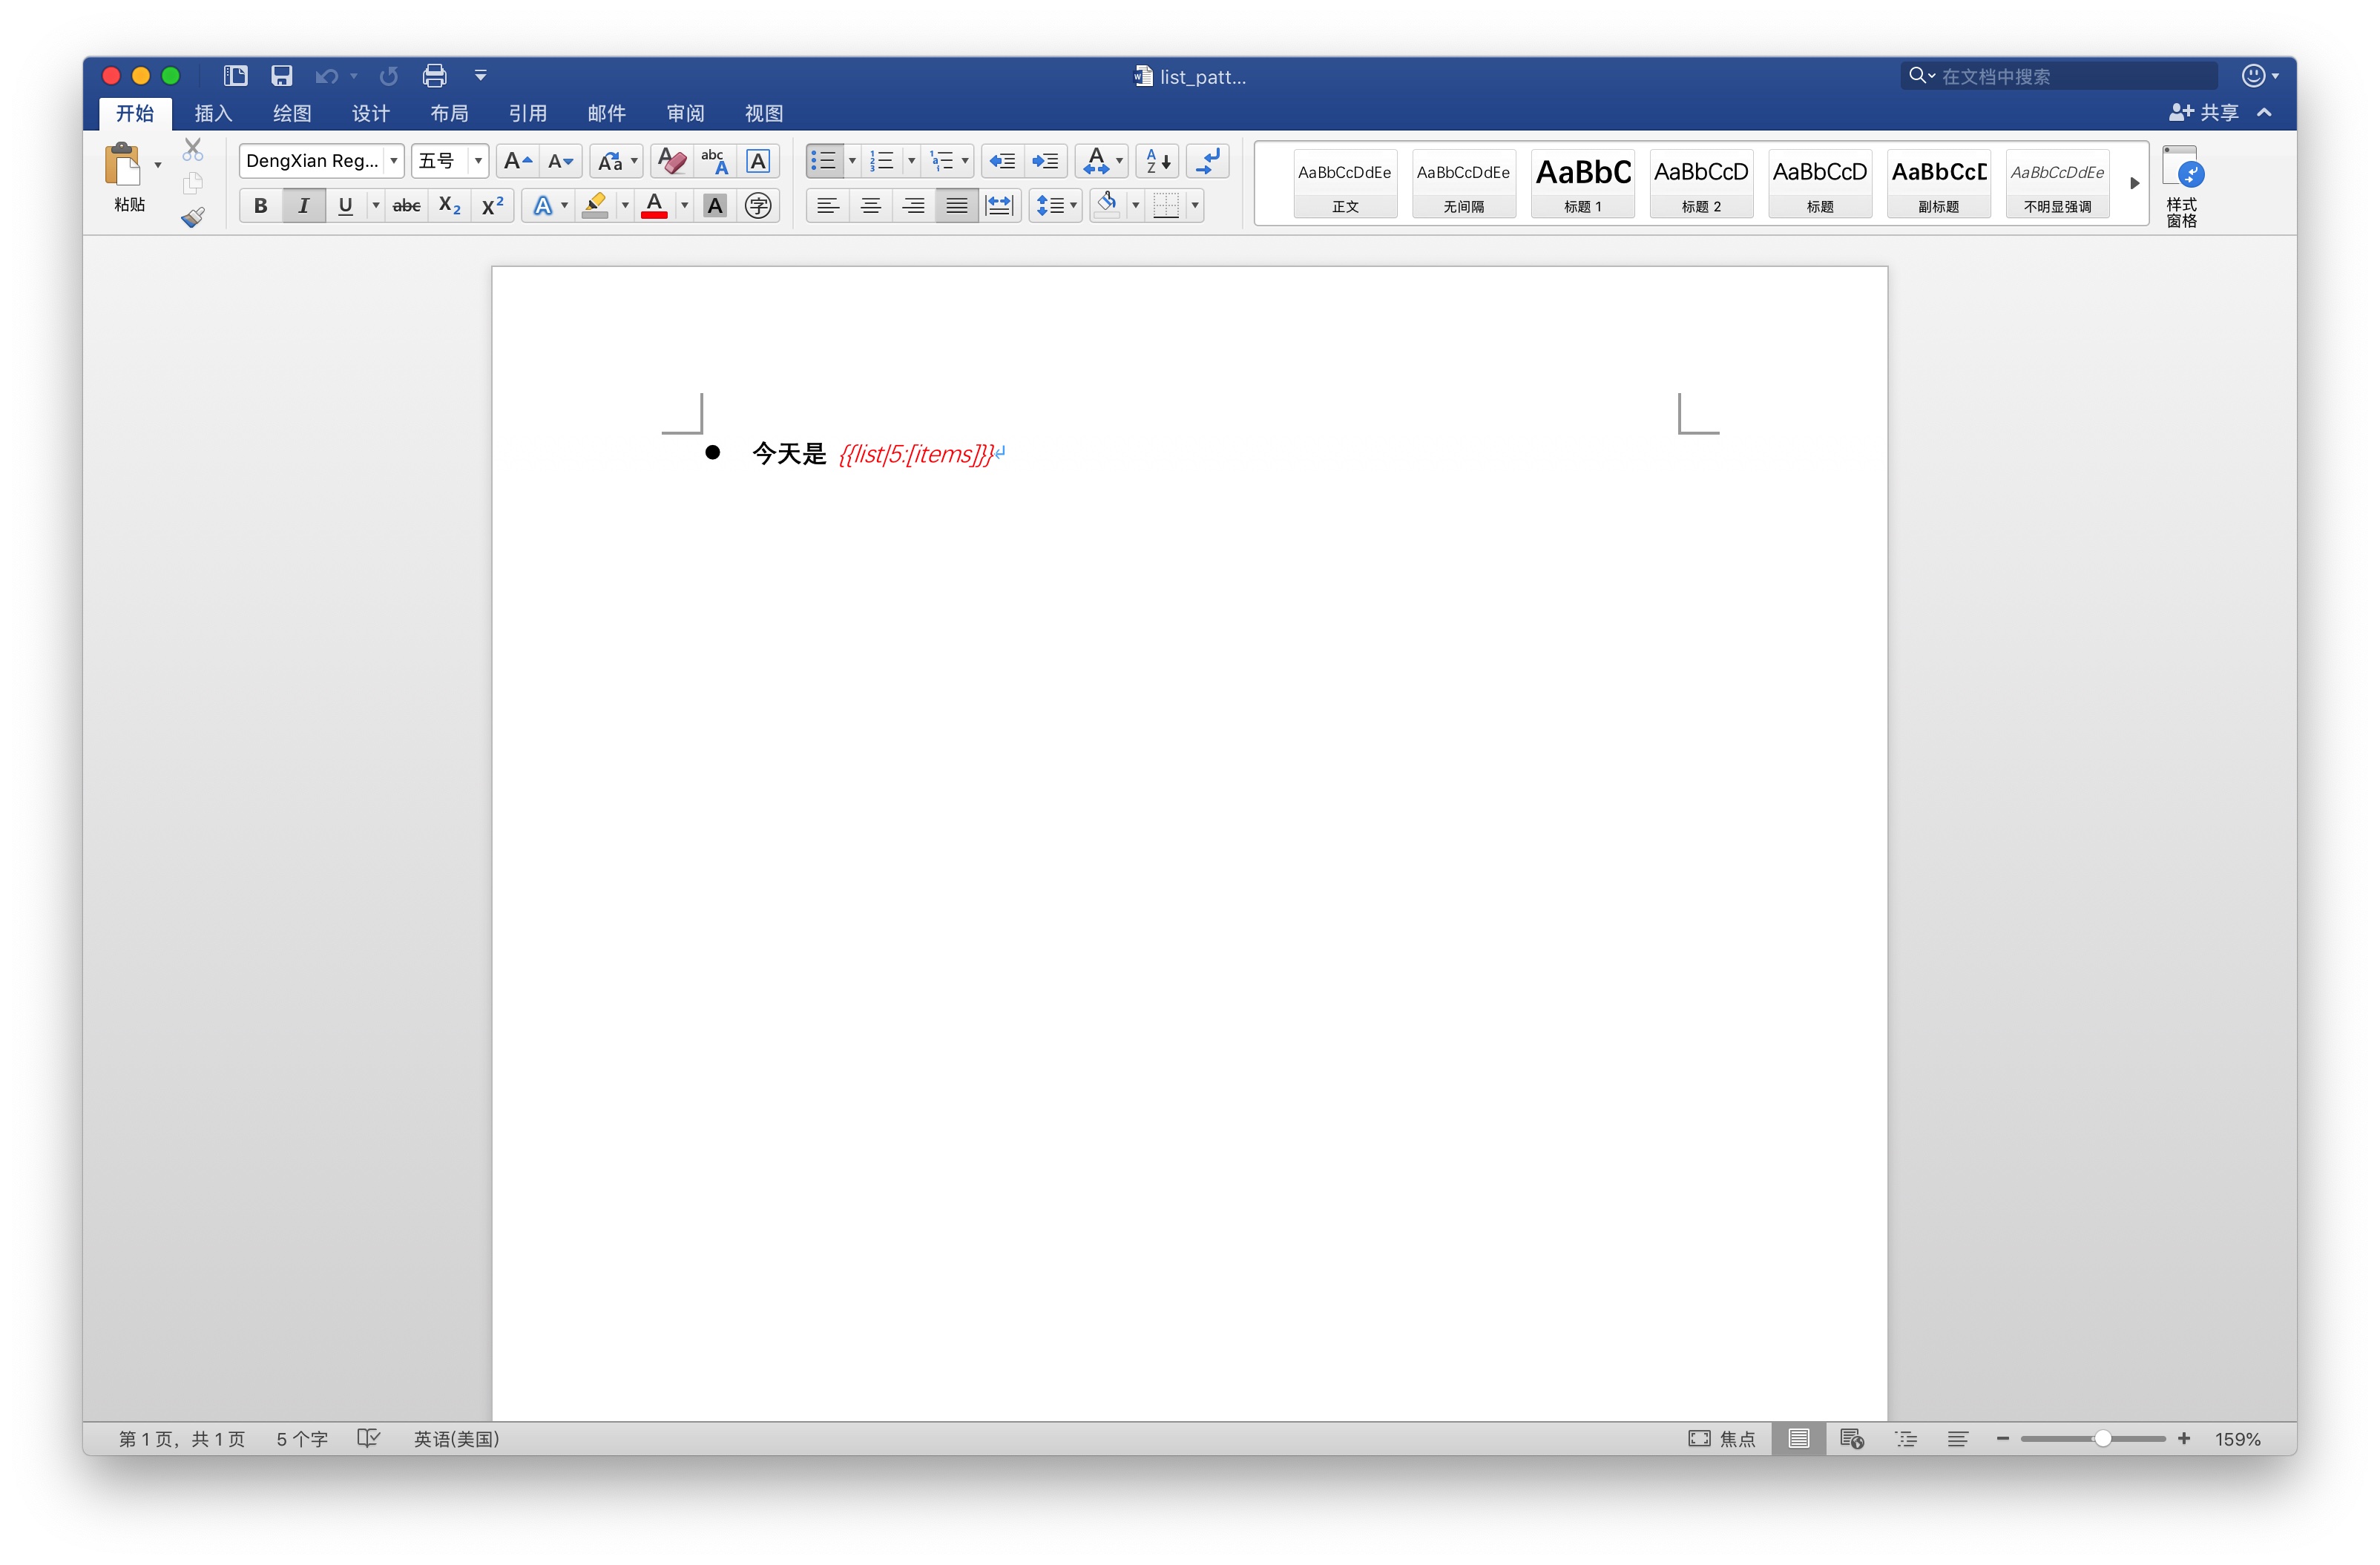 list_patt...
在文档中搜索
开始 插入 绘图 设计 布局 引用 邮件 审阅 视图
共享
粘贴
DengXian Reg... 五号
AaBbCcDdEe AaBbCcDdEe AaBbC AaBbCcD AaBbCcD AaBbCcD AaBbCcDdEe
正文 无间隔 标题 1 标题 2 标题 副标题 不明显强调
样式
窗格
今天是 {{list|5:[items]}}
第 1 页，共 1 页 5 个字 英语(美国) 焦点 159%